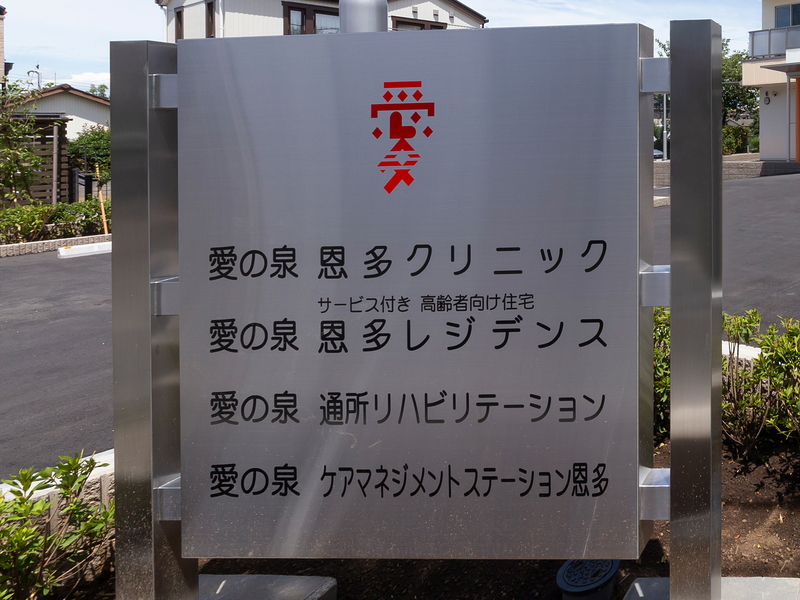 愛
愛の泉 恩多クリニック
サービス付き 高齢者向け住宅
愛の泉 恩多レジデンス
愛の泉 通所リハビリテーション
愛の泉 ケアマネジメントステーション恩多